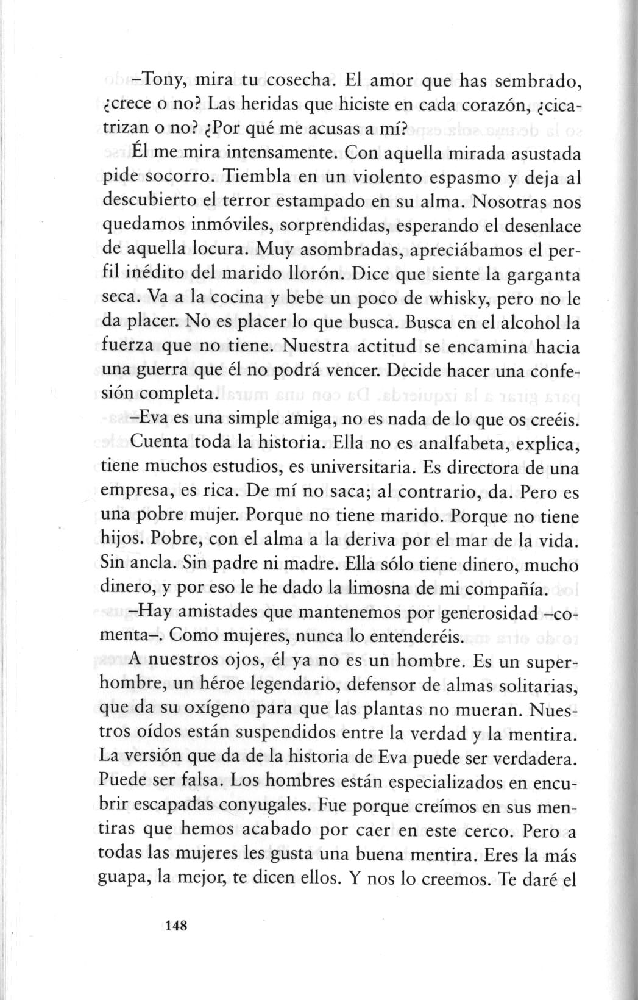 –Tony, mira tu cosecha. El amor que has sembrado,
¿crece o no? Las heridas que hiciste en cada corazón, ¿cica-
trizan o no? ¿Por qué me acusas a mí?
Él me mira intensamente. Con aquella mirada asustada
pide socorro. Tiembla en un violento espasmo y deja al
descubierto el terror estampado en su alma. Nosotras nos
quedamos inmóviles, sorprendidas, esperando el desenlace
de aquella locura. Muy asombradas, apreciábamos el per-
fil inédito del marido llorón. Dice que siente la garganta
seca. Va a la cocina y bebe un poco de whisky, pero no le
da placer. No es placer lo que busca. Busca en el alcohol la
fuerza que no tiene. Nuestra actitud se encamina hacia
una guerra que él no podrá vencer. Decide hacer una confe-
sión completa.
–Eva es una simple amiga, no es nada de lo que os creéis.
Cuenta toda la historia. Ella no es analfabeta, explica,
tiene muchos estudios, es universitaria. Es directora de una
empresa, es rica. De mí no saca; al contrario, da. Pero es
una pobre mujer. Porque no tiene marido. Porque no tiene
hijos. Pobre, con el alma a la deriva por el mar de la vida.
Sin ancla. Sin padre ni madre. Ella sólo tiene dinero, mucho
dinero, y por eso le he dado la limosna de mi compañía.
–Hay amistades que mantenemos por generosidad –co-
menta–. Como mujeres, nunca lo entenderéis.
A nuestros ojos, él ya no es un hombre. Es un super-
hombre, un héroe legendario, defensor de almas solitarias,
que da su oxígeno para que las plantas no mueran. Nues-
tros oídos están suspendidos entre la verdad y la mentira.
La versión que da de la historia de Eva puede ser verdadera.
Puede ser falsa. Los hombres están especializados en encu-
brir escapadas conyugales. Fue porque creímos en sus men-
tiras que hemos acabado por caer en este cerco. Pero a
todas las mujeres les gusta una buena mentira. Eres la más
guapa, la mejor, te dicen ellos. Y nos lo creemos. Te daré el
148